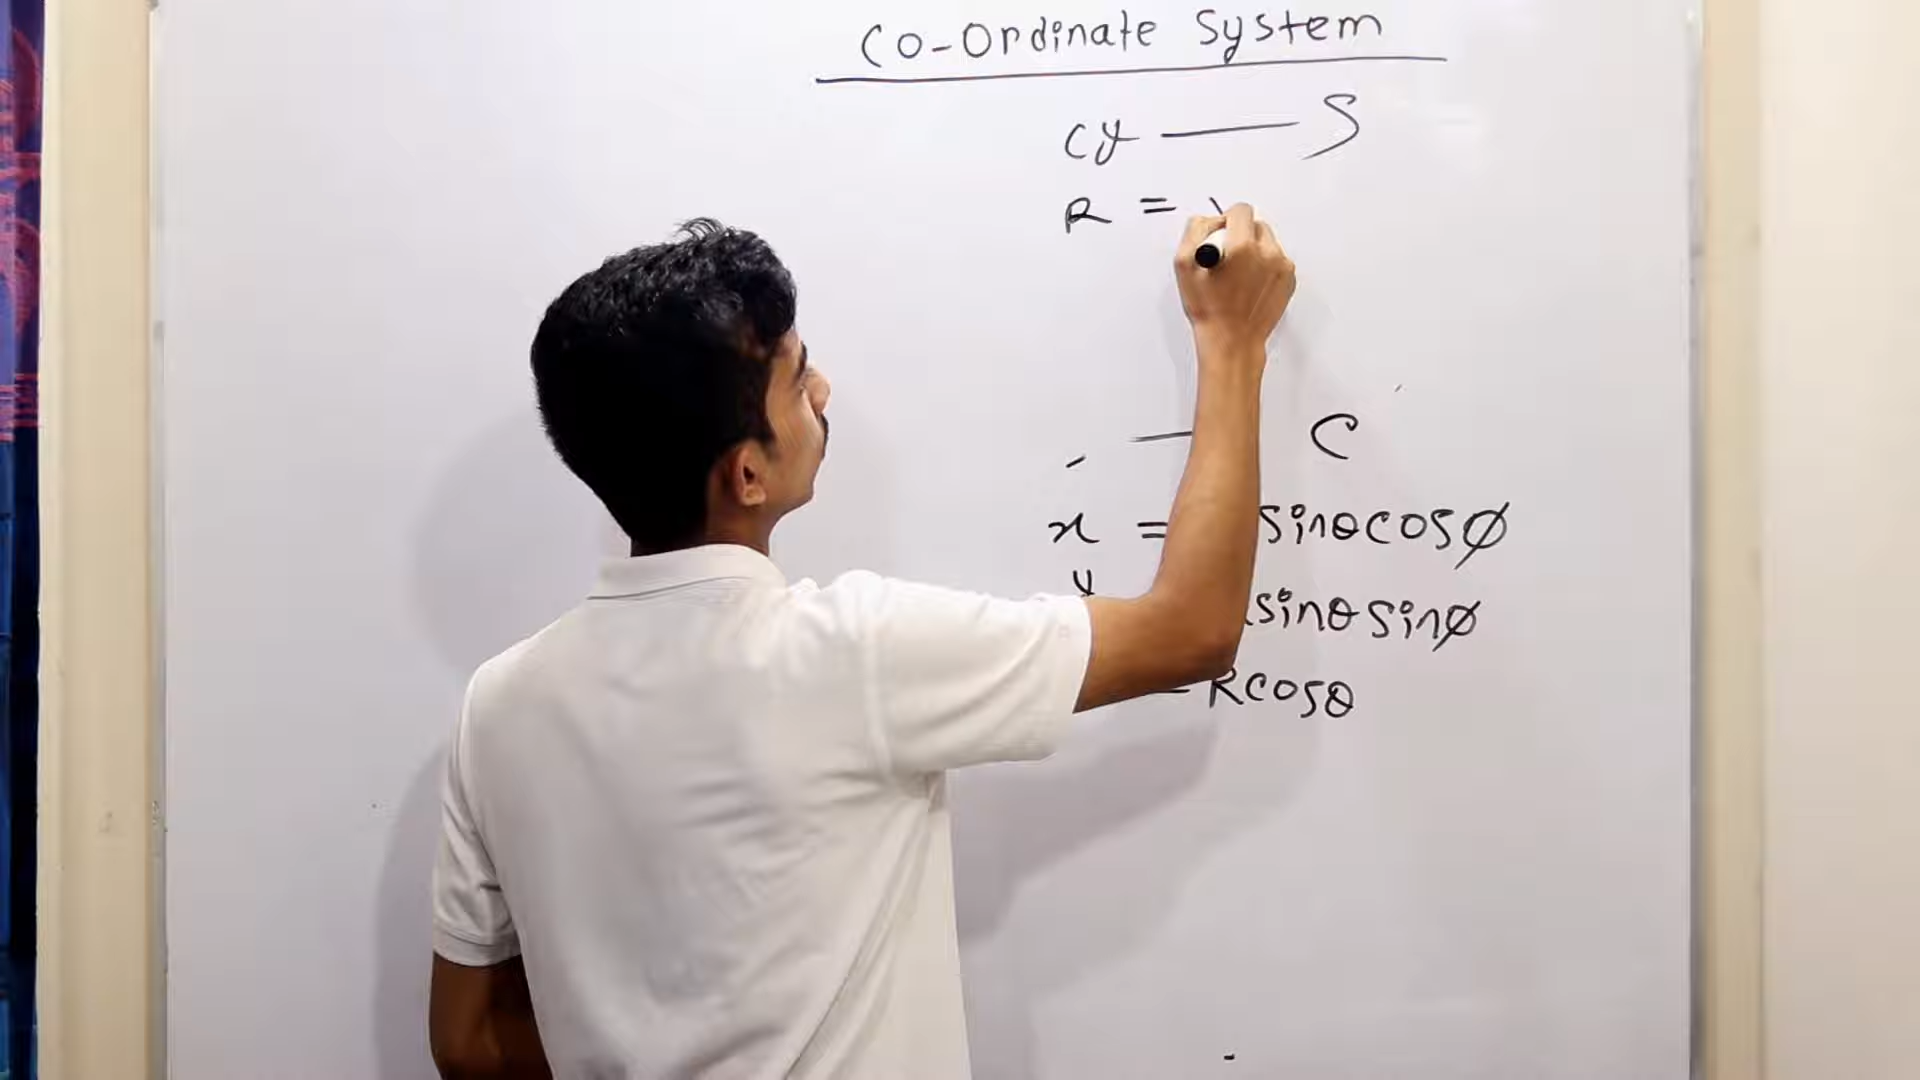 Co-Ordinate System
Cy — S
R =
— C
x = sinθcosϕ
y sinθsinϕ
= Rcosθ